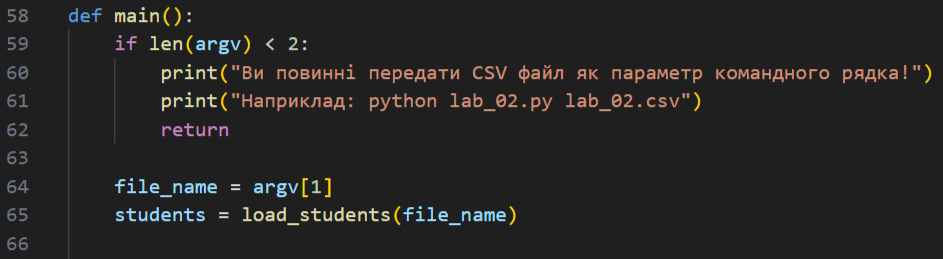 58 def main():
59     if len(argv) < 2:
60         print("Ви повинні передати CSV файл як параметр командного рядка!")
61         print("Наприклад: python lab_02.py lab_02.csv")
62         return
63
64     file_name = argv[1]
65     students = load_students(file_name)
66